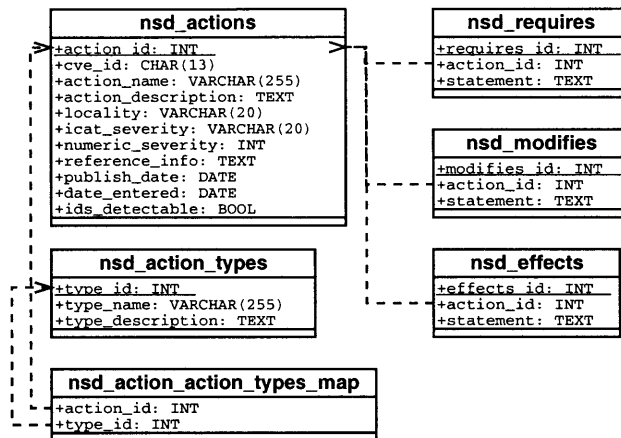 nsd_actions
+action_id: INT
+cve_id: CHAR(13)
+action_name: VARCHAR(255)
+action_description: TEXT
+locality: VARCHAR(20)
+icat_severity: VARCHAR(20)
+numeric_severity: INT
+reference_info: TEXT
+publish_date: DATE
+date_entered: DATE
+ids_detectable: BOOL
nsd_action_types
+type_id: INT
+type_name: VARCHAR(255)
+type_description: TEXT
nsd_action_action_types_map
+action_id: INT
+type_id: INT
nsd_requires
+requires_id: INT
+action_id: INT
+statement: TEXT
nsd_modifies
+modifies_id: INT
+action_id: INT
+statement: TEXT
nsd_effects
+effects_id: INT
+action_id: INT
+statement: TEXT